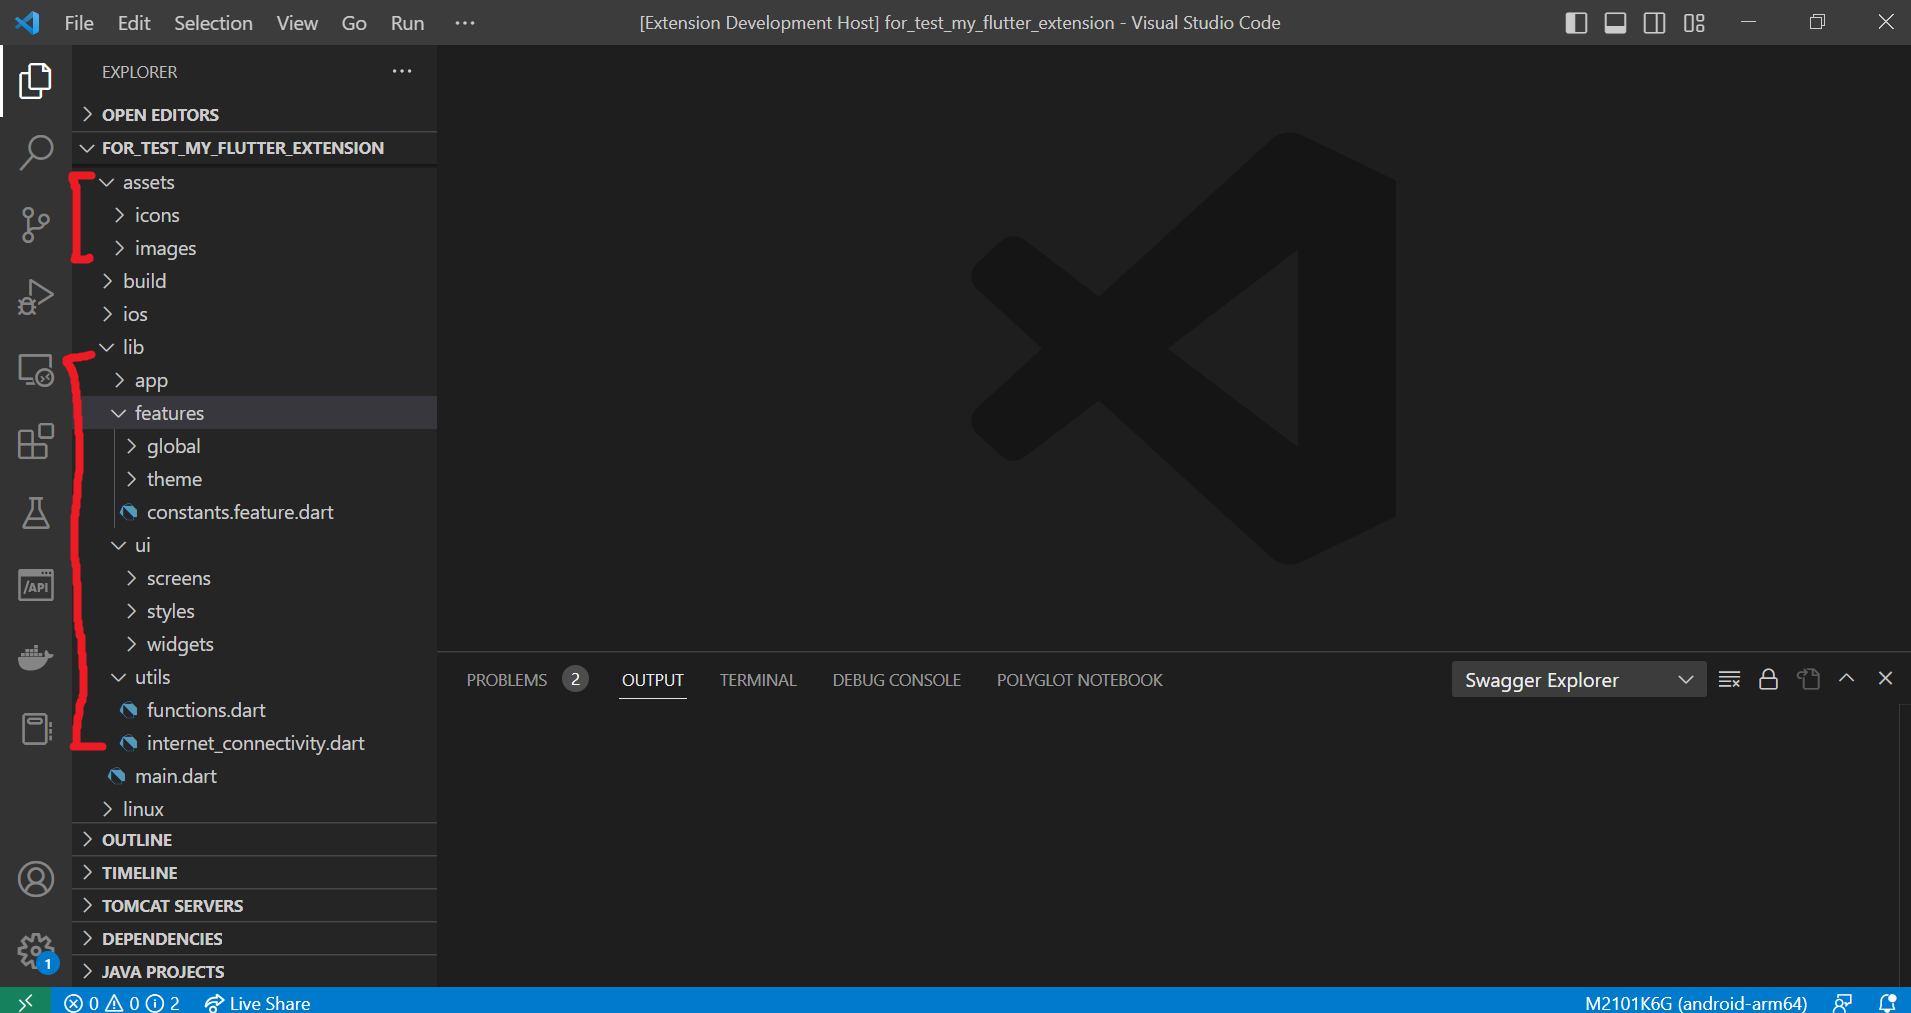 File Edit Selection View Go Run ···
[Extension Development Host] for_test_my_flutter_extension - Visual Studio Code
EXPLORER
OPEN EDITORS
FOR_TEST_MY_FLUTTER_EXTENSION
assets
icons
images
build
ios
lib
app
features
global
theme
constants.feature.dart
ui
screens
styles
widgets
utils
functions.dart
internet_connectivity.dart
main.dart
linux
OUTLINE
TIMELINE
TOMCAT SERVERS
DEPENDENCIES
JAVA PROJECTS
/API
1
PROBLEMS 2 OUTPUT TERMINAL DEBUG CONSOLE POLYGLOT NOTEBOOK Swagger Explorer
0 0 2 Live Share M2101K6G (android-arm64)